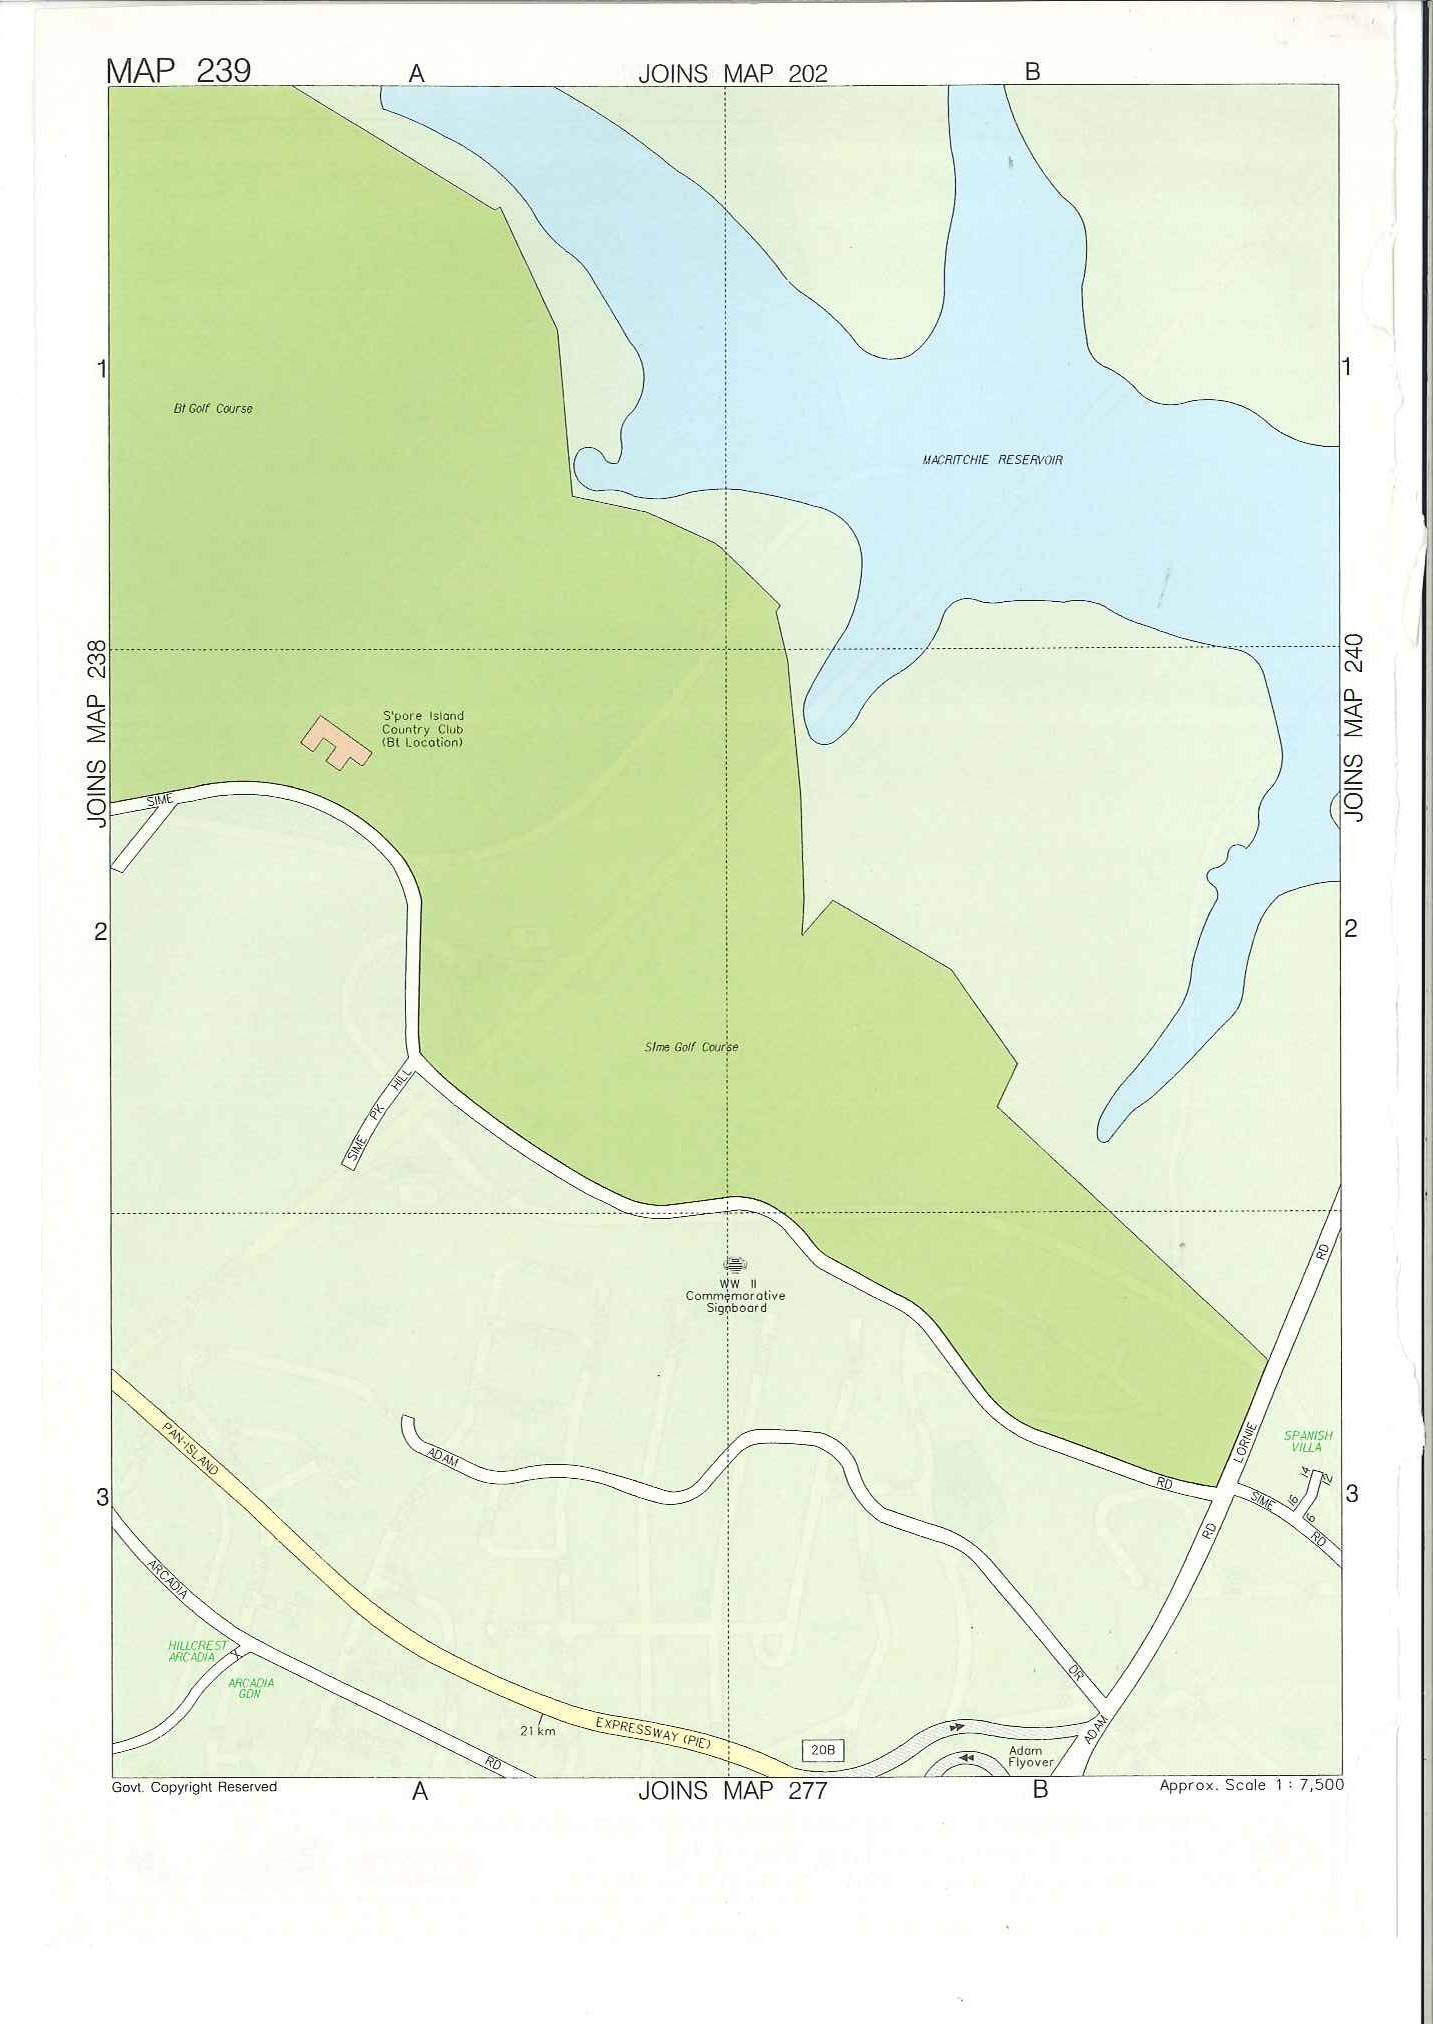 MAP 239
A
JOINS MAP 202
B
1
1
Bt Golf Course
MACRITCHIE RESERVOIR
JOINS MAP 238
JOINS MAP 240
S'pore Island
Country Club
(Bt Location)
SIME
2
2
Sime Golf Course
SIME PK HILL
RD
WW II
Commemorative
Signboard
PAN-ISLAND
ADAM
LORNIE
SPANISH
VILLA
3
3
RD
SIME
14
12
16
6
RD
RD
ARCADIA
HILLCREST
ARCADIA
ARCADIA
GDN
DR
21 km
EXPRESSWAY (PIE)
ADAM
20B
Adam
Flyover
RD
Govt. Copyright Reserved
A
JOINS MAP 277
B
Approx. Scale 1 : 7,500